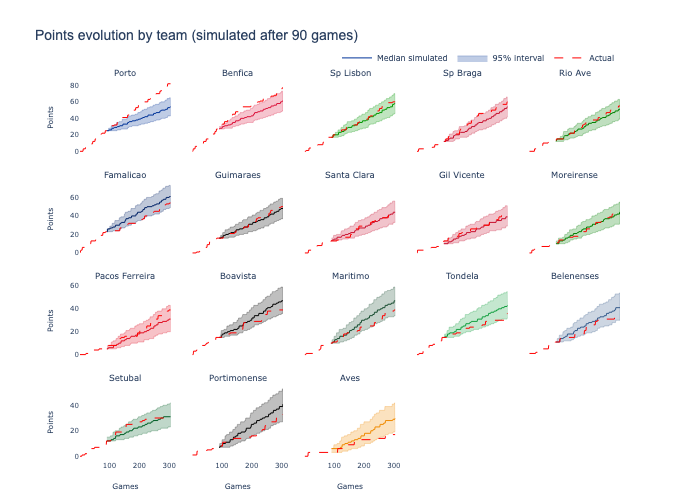 Points evolution by team (simulated after 90 games)
Median simulated 95% interval Actual
Porto Benfica Sp Lisbon Sp Braga Rio Ave
80
60
40
20
0
Points
Famalicao Guimaraes Santa Clara Gil Vicente Moreirense
60
40
20
0
Points
Pacos Ferreira Boavista Maritimo Tondela Belenenses
60
40
20
0
Points
Setubal Portimonense Aves
40
20
0
Points
100 200 300 100 200 300 100 200 300
Games Games Games